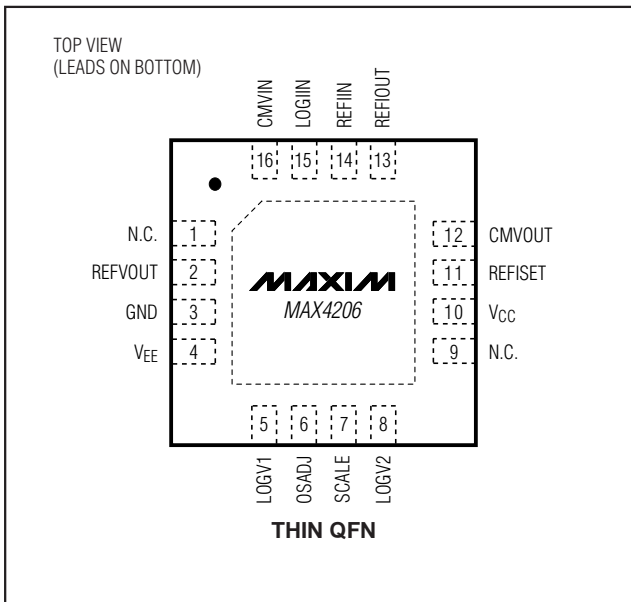 TOP VIEW
(LEADS ON BOTTOM)
CMVIN
LOGIIN
REFIIN
REFIOUT
16 15 14 13
N.C. 1
REFVOUT 2
GND 3
VEE 4
12 CMVOUT
11 REFISET
10 VCC
9 N.C.
MAXIM
MAX4206
5 6 7 8
LOGV1
OSADJ
SCALE
LOGV2
THIN QFN